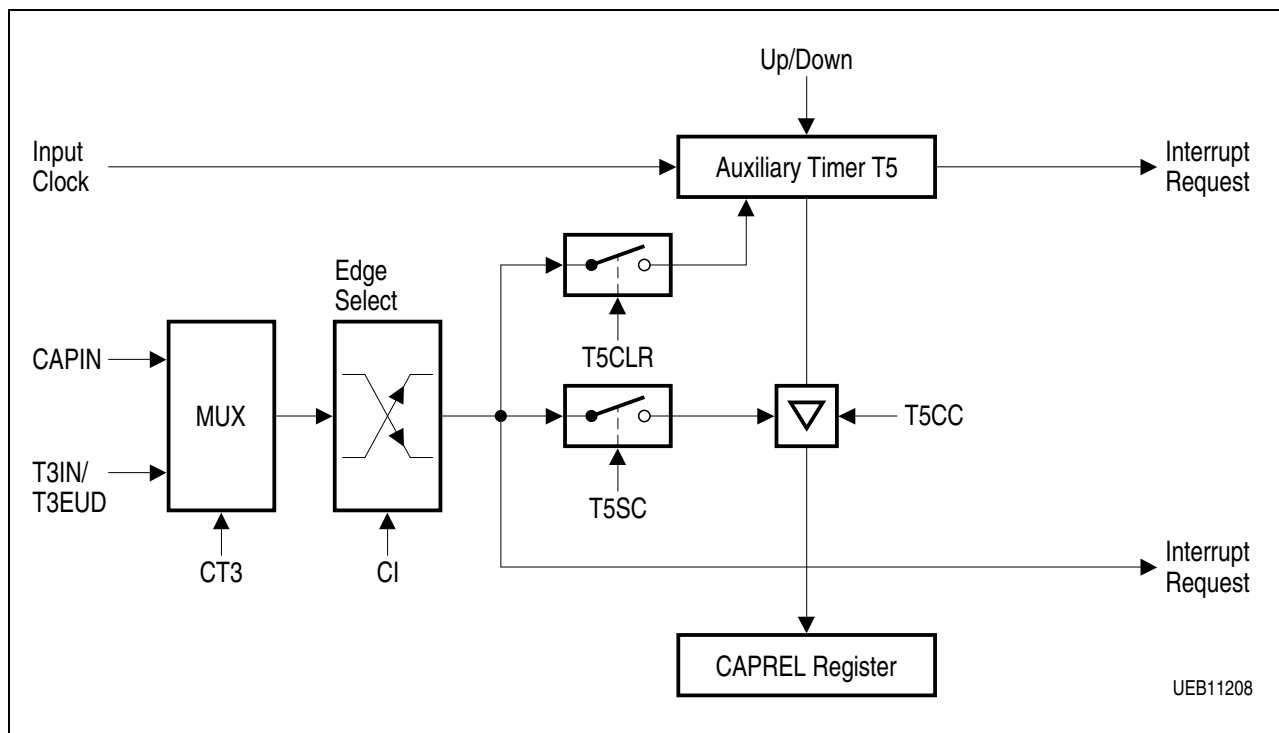 Up/Down
Input
Clock
Auxiliary Timer T5
Interrupt
Request
Edge
Select
T5CLR
CAPIN
MUX
T5CC
T3IN/
T3EUD
T5SC
CT3
CI
Interrupt
Request
CAPREL Register
UEB11208